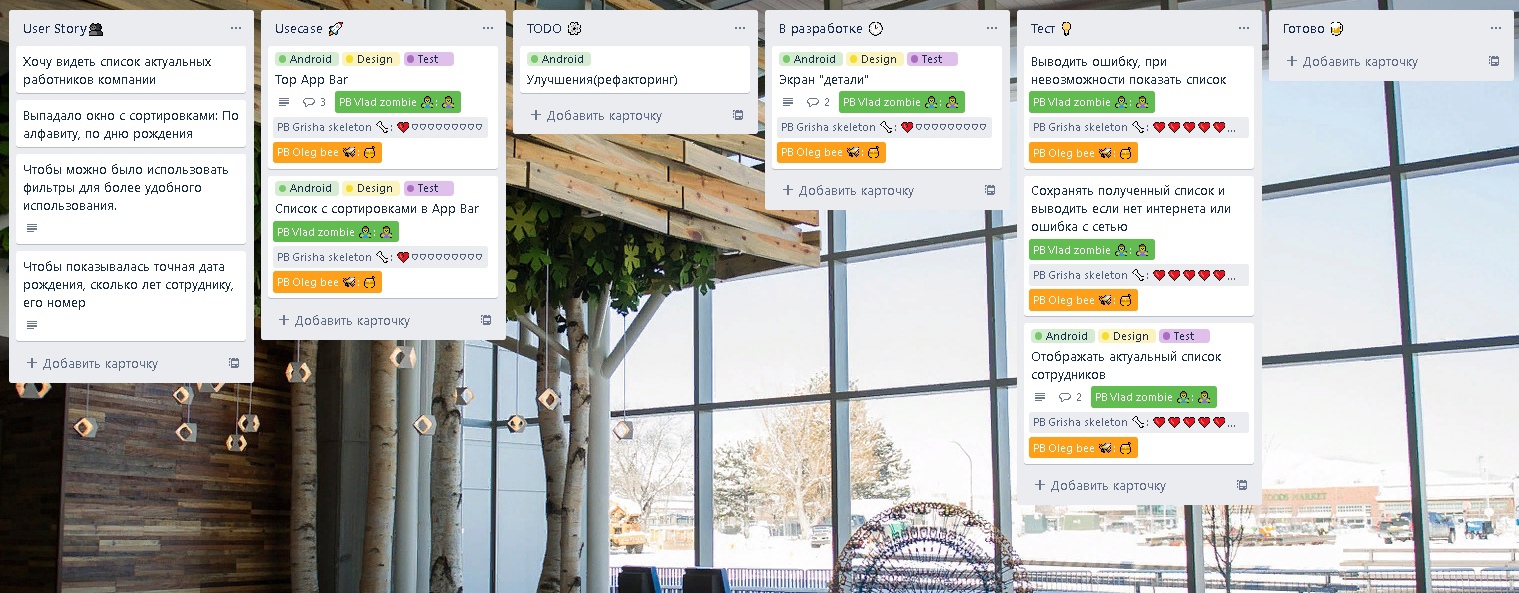 User Story
Хочу видеть список актуальных
работников компании
Выпадало окно с сортировками: По
алфавиту, по дню рождения
Чтобы можно было использовать
фильтры для более удобного
использования.
Чтобы показывалась точная дата
рождения, сколько лет сотруднику,
его номер
+ Добавить карточку
Usecase 🚀
Android Design Test
Top App Bar
3 PB Vlad zombie 🧟‍♂️: 🧟‍♀️
PB Grisha skeleton 🦴: ❤️♡♡♡♡♡♡♡♡♡
PB Oleg bee 🐝: 🍯
Android Design Test
Список с сортировками в App Bar
PB Vlad zombie 🧟‍♂️: 🧟‍♀️
PB Grisha skeleton 🦴: ❤️♡♡♡♡♡♡♡♡♡
PB Oleg bee 🐝: 🍯
+ Добавить карточку
TODO ⚙️
Android
Улучшения(рефакторинг)
+ Добавить карточку
В разработке 🕑
Android Design Test
Экран "детали"
2 PB Vlad zombie 🧟‍♂️: 🧟‍♀️
PB Grisha skeleton 🦴: ❤️♡♡♡♡♡♡♡♡♡
PB Oleg bee 🐝: 🍯
+ Добавить карточку
Тест 💡
Выводить ошибку, при
невозможности показать список
PB Vlad zombie 🧟‍♂️: 🧟‍♀️
PB Grisha skeleton 🦴: ❤️❤️❤️❤️❤️...
PB Oleg bee 🐝: 🍯
Сохранять полученный список и
выводить если нет интернета или
ошибка с сетью
PB Vlad zombie 🧟‍♂️: 🧟‍♀️
PB Grisha skeleton 🦴: ❤️❤️❤️❤️❤️...
PB Oleg bee 🐝: 🍯
Android Design Test
Отображать актуальный список
сотрудников
2 PB Vlad zombie 🧟‍♂️: 🧟‍♀️
PB Grisha skeleton 🦴: ❤️❤️❤️❤️❤️...
PB Oleg bee 🐝: 🍯
+ Добавить карточку
Готово 🍺
+ Добавить карточку